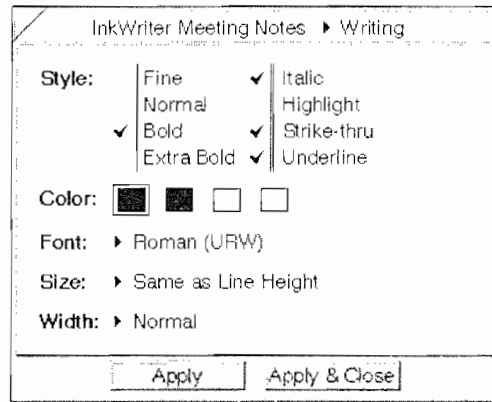 InkWriter Meeting Notes ▸ Writing
Style: Fine ✓ Italic
Normal Highlight
✓ Bold ✓ Strike-thru
Extra Bold ✓ Underline
Color:
Font: ▸ Roman (URW)
Size: ▸ Same as Line Height
Width: ▸ Normal
Apply Apply & Close